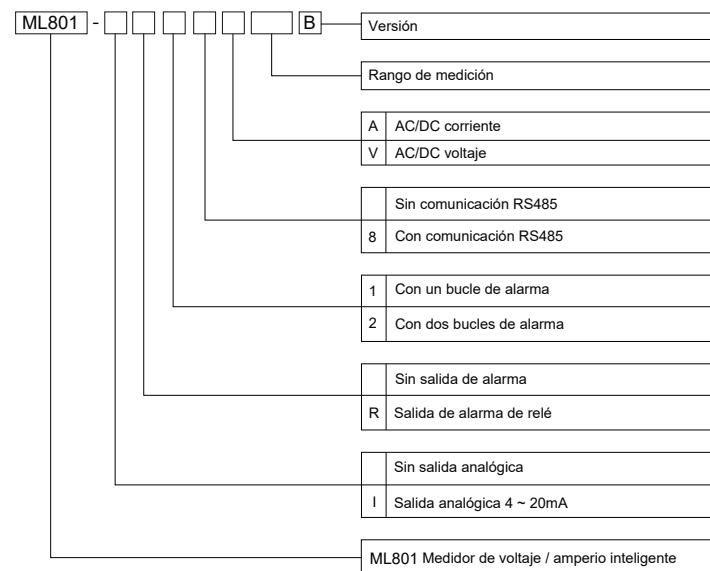 ML801 - B
Versión
Rango de medición
A AC/DC corriente
V AC/DC voltaje
Sin comunicación RS485
8 Con comunicación RS485
1 Con un bucle de alarma
2 Con dos bucles de alarma
Sin salida de alarma
R Salida de alarma de relé
Sin salida analógica
I Salida analógica 4 ~ 20mA
ML801 Medidor de voltaje / amperio inteligente